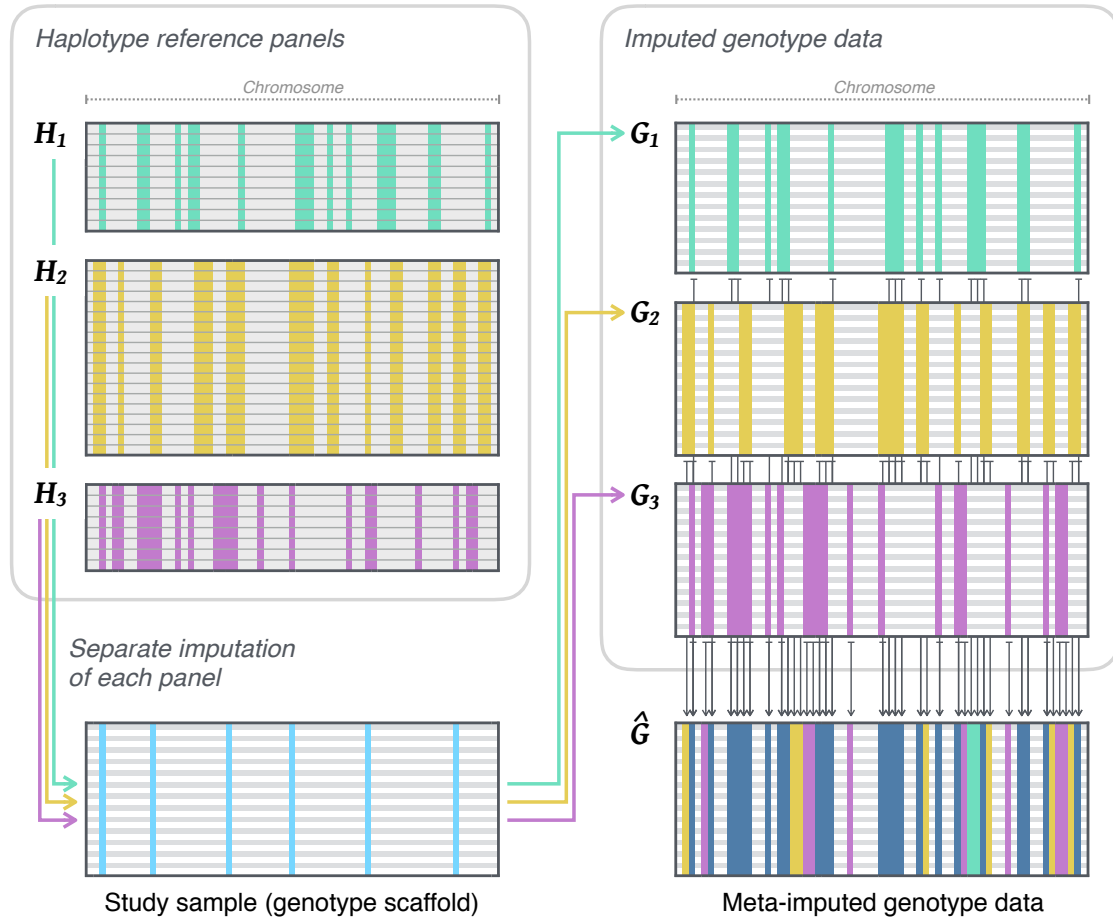 Haplotype reference panels
Chromosome
H1
H2
H3
Separate imputation
of each panel
Study sample (genotype scaffold)
Imputed genotype data
Chromosome
G1
G2
G3
Ĝ
Meta-imputed genotype data